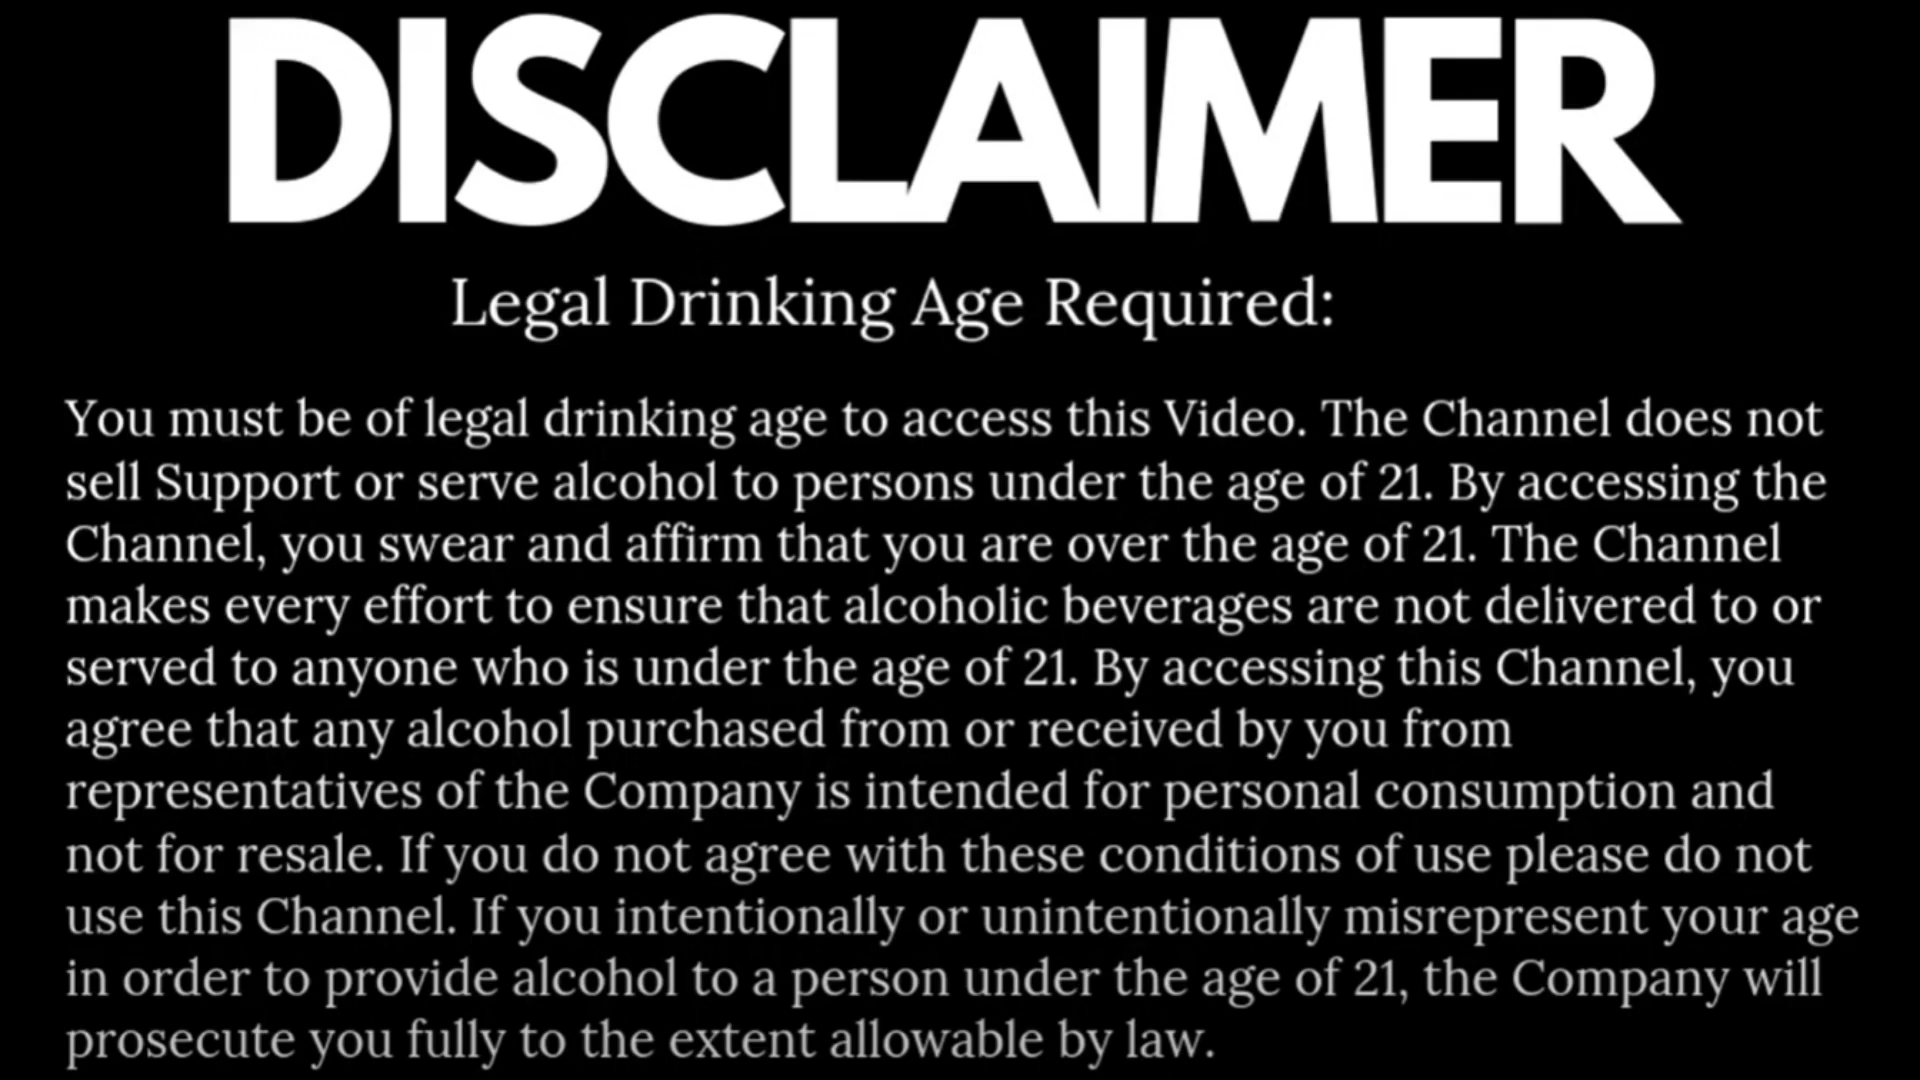 DISCLAIMER
Legal Drinking Age Required:
You must be of legal drinking age to access this Video. The Channel does not
sell Support or serve alcohol to persons under the age of 21. By accessing the
Channel, you swear and affirm that you are over the age of 21. The Channel
makes every effort to ensure that alcoholic beverages are not delivered to or
served to anyone who is under the age of 21. By accessing this Channel, you
agree that any alcohol purchased from or received by you from
representatives of the Company is intended for personal consumption and
not for resale. If you do not agree with these conditions of use please do not
use this Channel. If you intentionally or unintentionally misrepresent your age
in order to provide alcohol to a person under the age of 21, the Company will
prosecute you fully to the extent allowable by law.